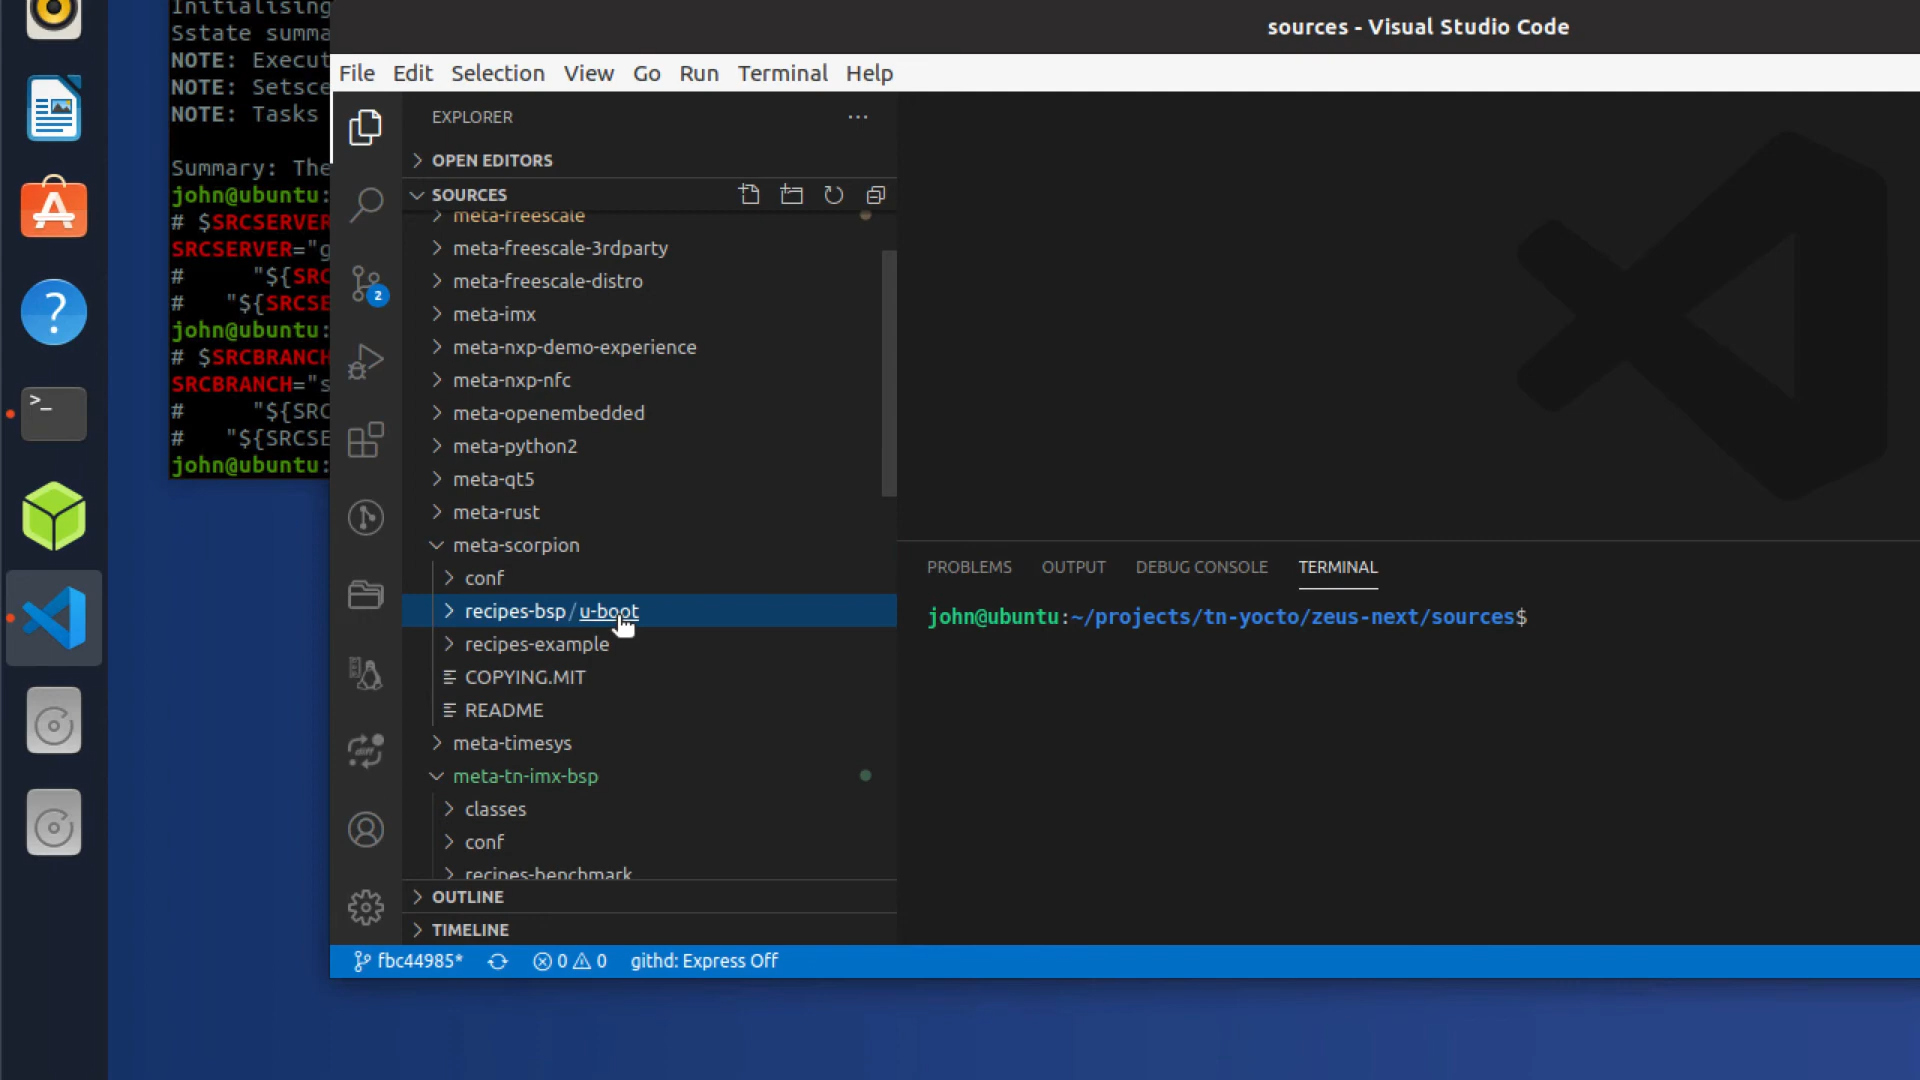 Initialising
Sstate summa
NOTE: Execut
NOTE: Setsce
NOTE: Tasks
Summary: The
john@ubuntu:
# $SRCSERVER
SRCSERVER="g
# "${SRC
# "${SRCSE
john@ubuntu:
# $SRCBRANCH
SRCBRANCH="s
# "${SRC
# "${SRCSE
john@ubuntu:
sources - Visual Studio Code
File Edit Selection View Go Run Terminal Help
EXPLORER
OPEN EDITORS
SOURCES
meta-freescale
meta-freescale-3rdparty
meta-freescale-distro
meta-imx
meta-nxp-demo-experience
meta-nxp-nfc
meta-openembedded
meta-python2
meta-qt5
meta-rust
meta-scorpion
conf
recipes-bsp/u-boot
recipes-example
COPYING.MIT
README
meta-timesys
meta-tn-imx-bsp
classes
conf
recipes-benchmark
OUTLINE
TIMELINE
2
diff
PROBLEMS OUTPUT DEBUG CONSOLE TERMINAL
john@ubuntu:~/projects/tn-yocto/zeus-next/sources$
fbc44985* 0 0 githd: Express Off